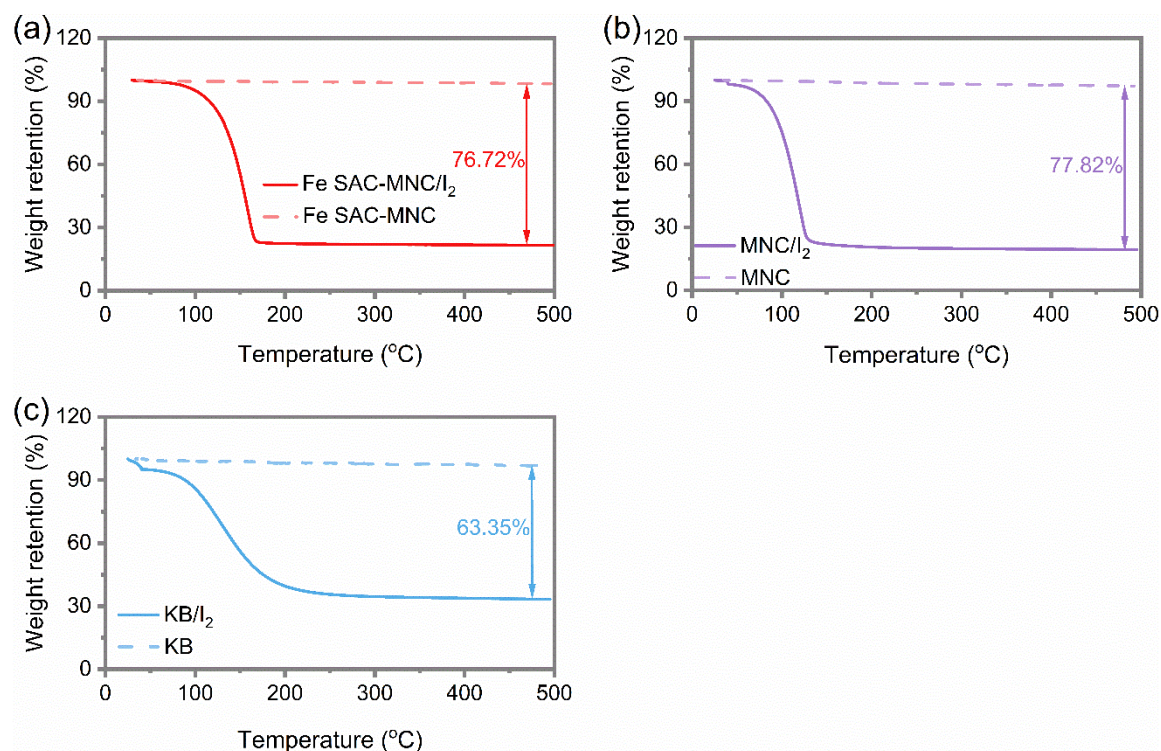 (a)
120
90
60
30
0
Weight retention (%)
76.72%
Fe SAC-MNC/I₂
Fe SAC-MNC
0 100 200 300 400 500
Temperature (°C)
(b)
120
90
60
30
0
Weight retention (%)
77.82%
MNC/I₂
MNC
0 100 200 300 400 500
Temperature (°C)
(c)
120
90
60
30
0
Weight retention (%)
63.35%
KB/I₂
KB
0 100 200 300 400 500
Temperature (°C)